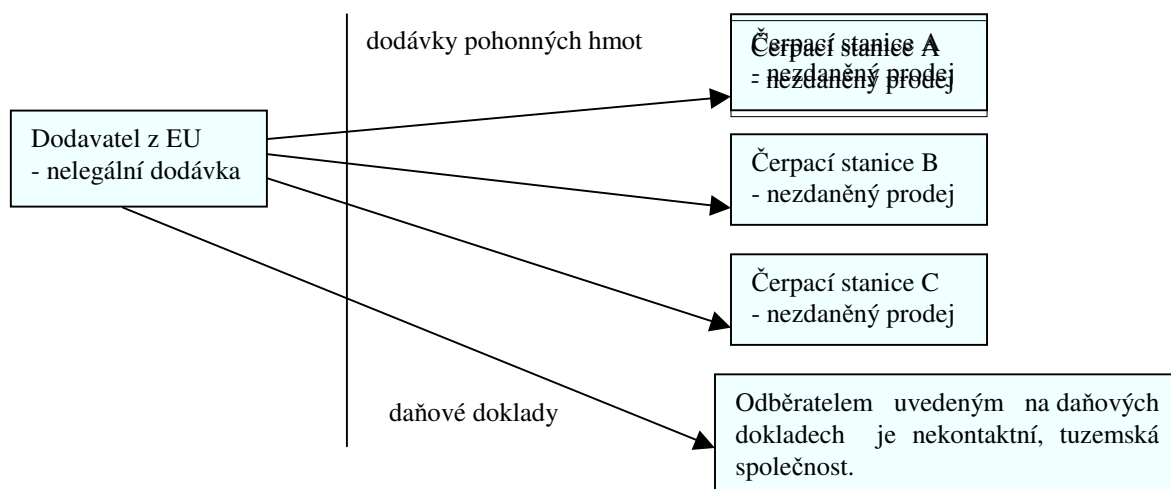 dodávky pohonných hmot
Čerpací stanice A
- nezdaněný prodej
Dodavatel z EU
- nelegální dodávka
Čerpací stanice B
- nezdaněný prodej
Čerpací stanice C
- nezdaněný prodej
daňové doklady
Odběratelem uvedeným na daňových
dokladech je nekontaktní, tuzemská
společnost.